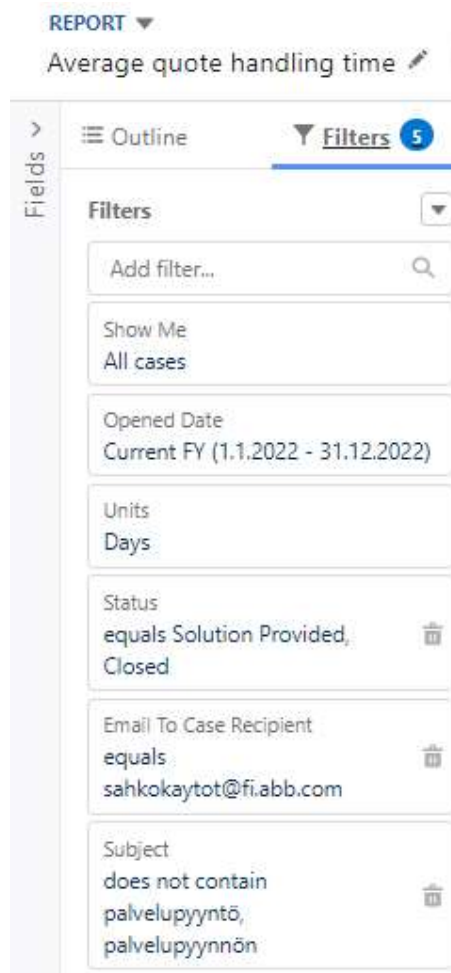 REPORT
Average quote handling time
Fields
Outline
Filters 5
Filters
Add filter...
Show Me
All cases
Opened Date
Current FY (1.1.2022 - 31.12.2022)
Units
Days
Status
equals Solution Provided,
Closed
Email To Case Recipient
equals
sahkokaytot@fi.abb.com
Subject
does not contain
palvelupyyntö,
palvelupyynnön